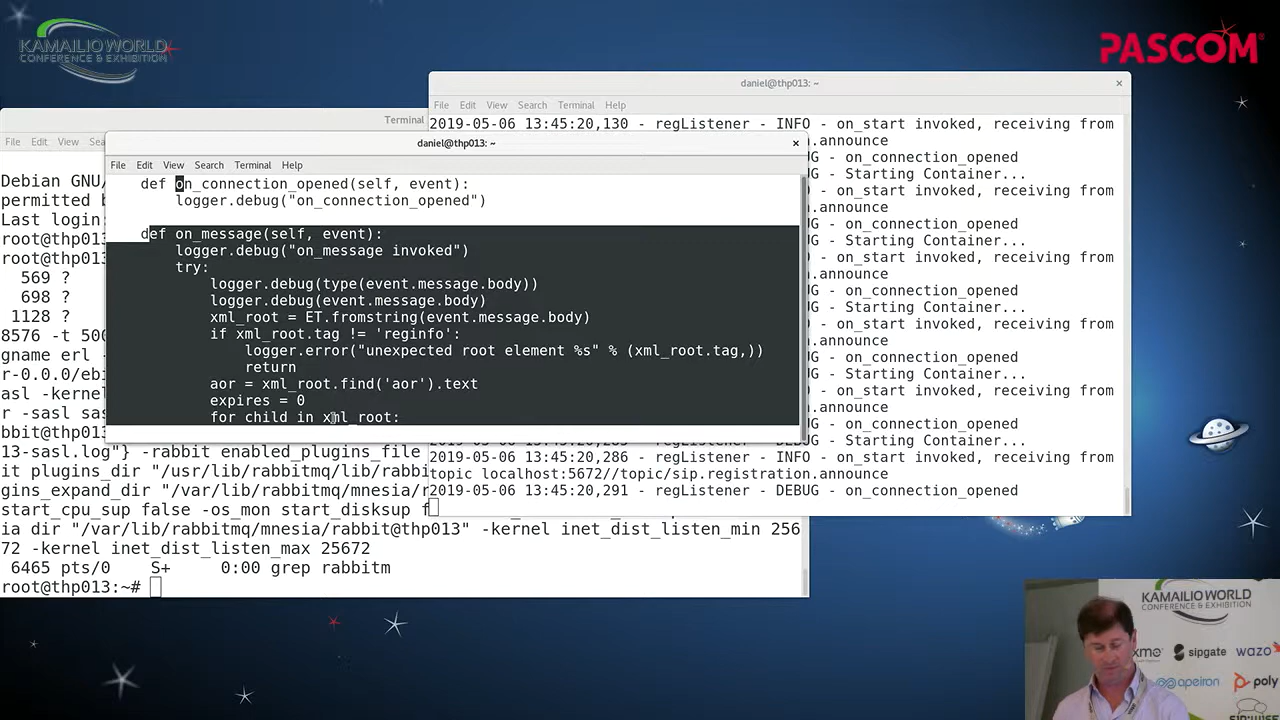 KAMAILIO WORLD
CONFERENCE & EXHIBITION
PASCOM
daniel@thp013: ~
File Edit View Search Terminal Help
2019-05-06 13:45:20,130 - regListener - INFO - on_start invoked, receiving from
.announce
UG - on_connection_opened
G - Starting Container...
- on_start invoked, receiving from
.announce
UG - on_connection_opened
G - Starting Container...
- on_start invoked, receiving from
.announce
UG - on_connection_opened
G - Starting Container...
- on_start invoked, receiving from
.announce
UG - on_connection_opened
G - Starting Container...
- on_start invoked, receiving from
.announce
UG - on_connection_opened
- Starting Container...
2019-05-06 13:45:20,286 - regListener - INFO - on_start invoked, receiving from
topic localhost:5672//topic/sip.registration.announce
2019-05-06 13:45:20,291 - regListener - DEBUG - on_connection_opened
Terminal
File Edit View Sea
Debian GNU/
permitted b
Last login:
root@thp013
root@thp013
569 ?
698 ?
1128 ?
8576 -t 500
gname erl -
r-0.0.0/ebi
asl -kernel
r -sasl sas
bbit@thp013
13-sasl.log"} -rabbit enabled_plugins_file
it plugins_dir "/usr/lib/rabbitmq/lib/rabbi
gins_expand_dir "/var/lib/rabbitmq/mnesia/r
start_cpu_sup false -os_mon start_disksup f
ia dir "/var/lib/rabbitmq/mnesia/rabbit@thp013" -kernel inet_dist_listen_min 256
72 -kernel inet_dist_listen_max 25672
6465 pts/0 S+ 0:00 grep rabbitm
root@thp013:~#
daniel@thp013: ~
File Edit View Search Terminal Help
def on_connection_opened(self, event):
logger.debug("on_connection_opened")
def on_message(self, event):
logger.debug("on_message invoked")
try:
logger.debug(type(event.message.body))
logger.debug(event.message.body)
xml_root = ET.fromstring(event.message.body)
if xml_root.tag != 'reginfo':
logger.error("unexpected root element %s" % (xml_root.tag,))
return
aor = xml_root.find('aor').text
expires = 0
for child in xml_root:
KAMAILIO WORLD
CONFERENCE & EXHIBITION
sipgate wazo
apeiron poly